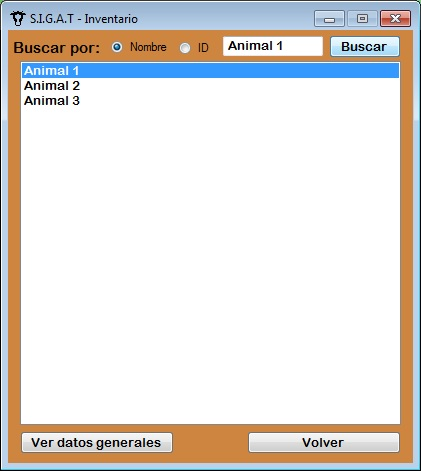 S.I.G.A.T - Inventario
Buscar por: Nombre ID Animal 1 Buscar
Animal 1
Animal 2
Animal 3
Ver datos generales Volver